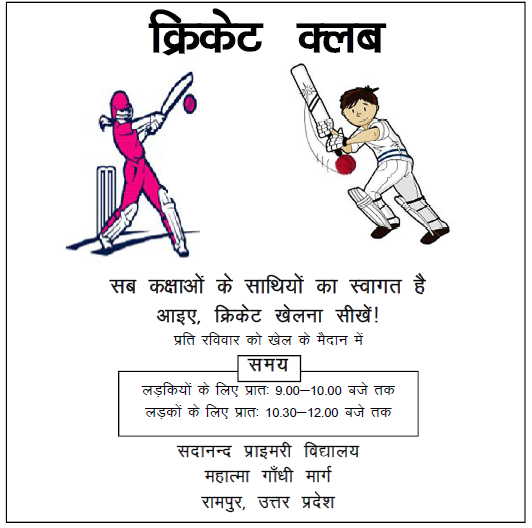 क्रिकेट क्लब
सब कक्षाओं के साथियों का स्वागत है
आइए, क्रिकेट खेलना सीखें!
प्रति रविवार को खेल के मैदान में
समय
लड़कियों के लिए प्रातः 9.00–10.00 बजे तक
लड़कों के लिए प्रातः 10.30–12.00 बजे तक
सदानन्द प्राइमरी विद्यालय
महात्मा गाँधी मार्ग
रामपुर, उत्तर प्रदेश